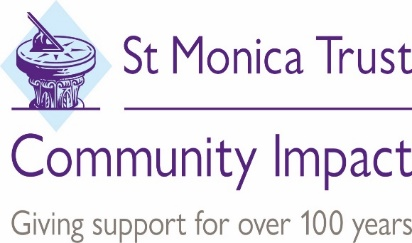 St Monica Trust
Community Impact
Giving support for over 100 years